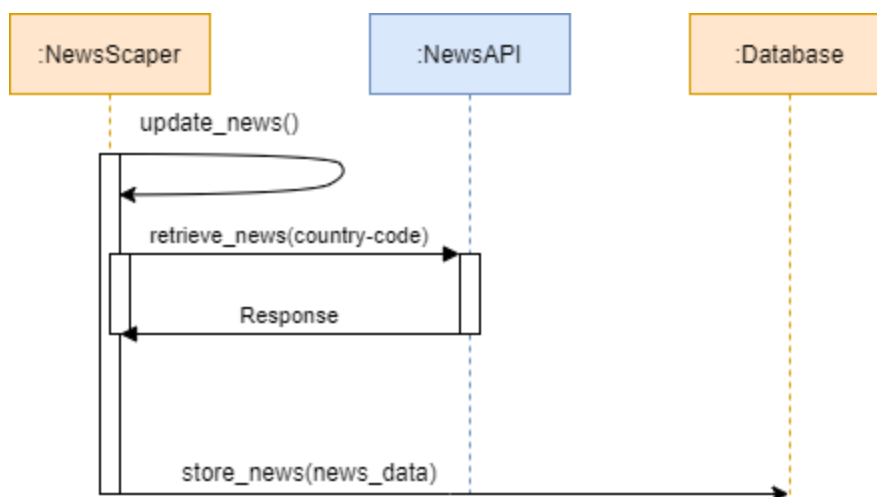 :NewsScaper
:NewsAPI
:Database
update_news()
retrieve_news(country-code)
Response
store_news(news_data)